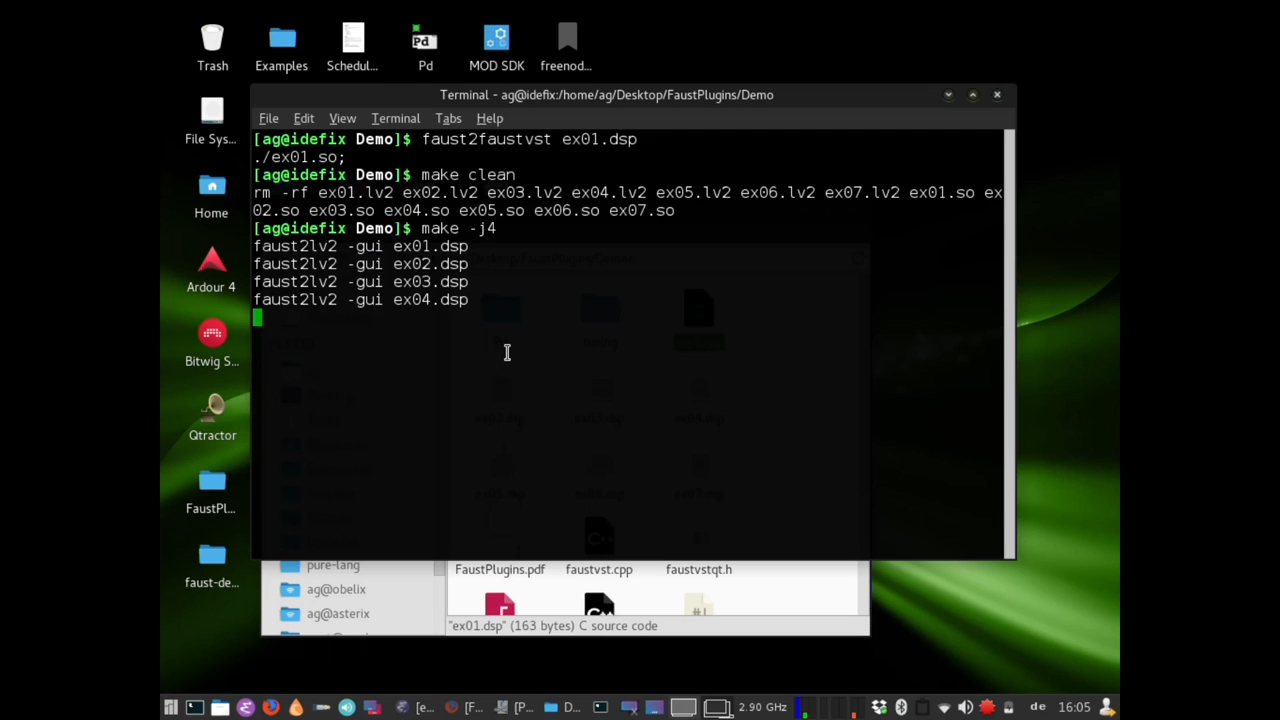 Trash
Examples
Schedul...
Pd
Pd
MOD SDK
freenod...
File Sys...
Home
Ardour 4
Bitwig S...
Qtractor
FaustPl...
faust-de...
Terminal - ag@idefix:/home/ag/Desktop/FaustPlugins/Demo
File Edit View Terminal Tabs Help
[ag@idefix Demo]$ faust2faustvst ex01.dsp
./ex01.so;
[ag@idefix Demo]$ make clean
rm -rf ex01.lv2 ex02.lv2 ex03.lv2 ex04.lv2 ex05.lv2 ex06.lv2 ex07.lv2 ex01.so ex
02.so ex03.so ex04.so ex05.so ex06.so ex07.so
[ag@idefix Demo]$ make -j4
faust2lv2 -gui ex01.dsp
faust2lv2 -gui ex02.dsp
faust2lv2 -gui ex03.dsp
faust2lv2 -gui ex04.dsp
pure-lang
ag@obelix
ag@asterix
FaustPlugins.pdf
faustvst.cpp
faustvstqt.h
"ex01.dsp" (163 bytes) C source code
[e...
[F...
[P...
D...
2.90 GHz
de
16:05